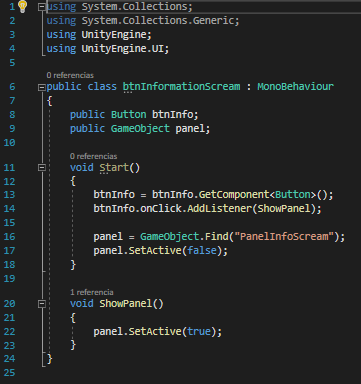 1 using System.Collections;
2 using System.Collections.Generic;
3 using UnityEngine;
4 using UnityEngine.UI;
5
0 referencias
6 public class btnInformationScream : MonoBehaviour
7 {
8 public Button btnInfo;
9 public GameObject panel;
10
0 referencias
11 void Start()
12 {
13 btnInfo = btnInfo.GetComponent<Button>();
14 btnInfo.onClick.AddListener(ShowPanel);
15
16 panel = GameObject.Find("PanelInfoScream");
17 panel.SetActive(false);
18 }
19
1 referencia
20 void ShowPanel()
21 {
22 panel.SetActive(true);
23 }
24 }
25